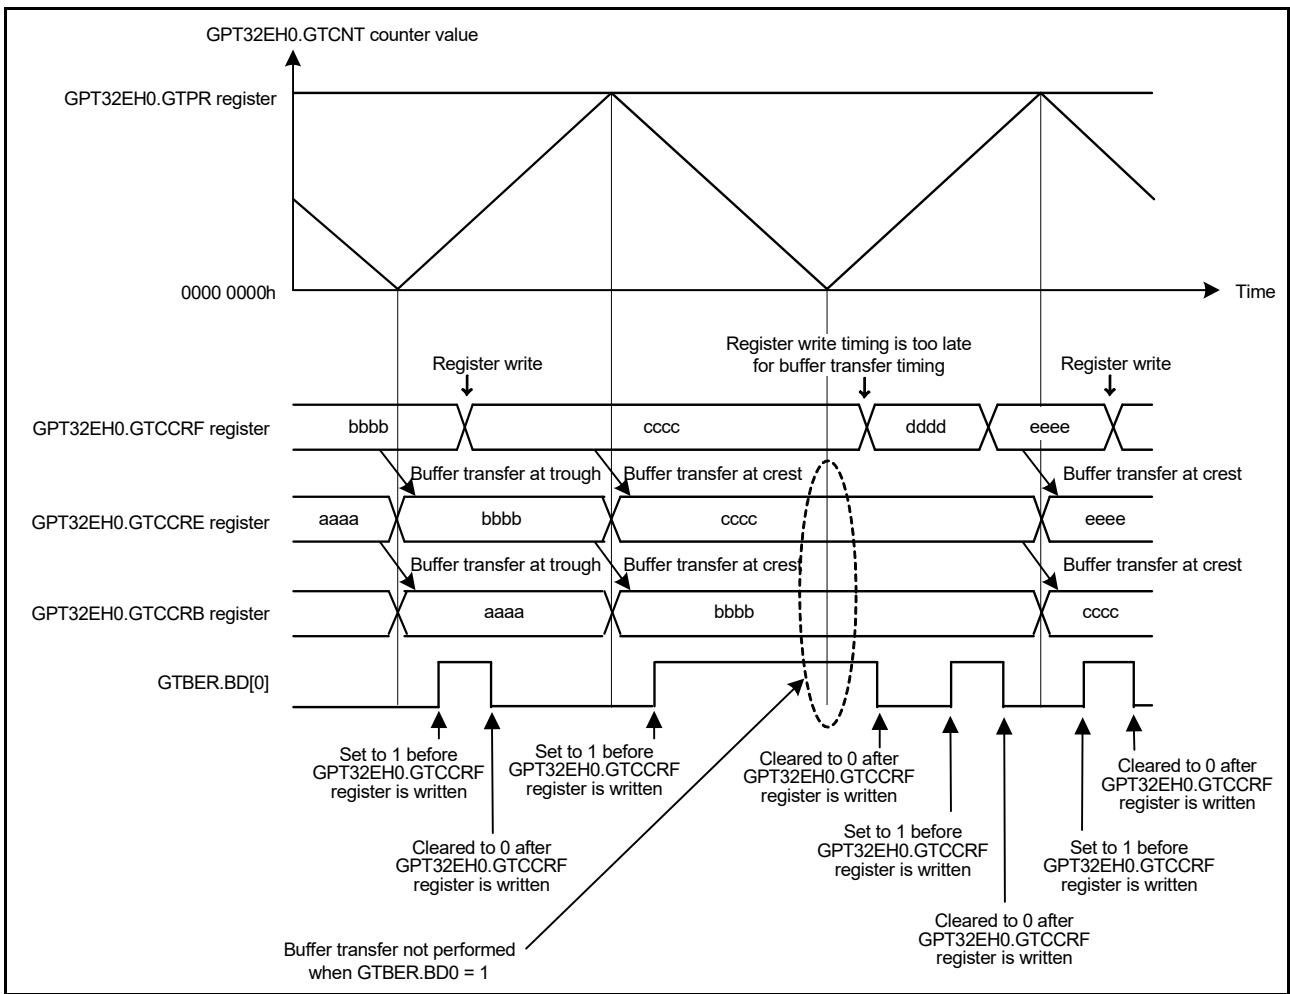 GPT32EH0.GTCNT counter value
GPT32EH0.GTPR register
0000 0000h
Time
Register write
Register write timing is too late
for buffer transfer timing
Register write
GPT32EH0.GTCCRF register
bbbb
cccc
dddd
eeee
Buffer transfer at trough
Buffer transfer at crest
Buffer transfer at crest
GPT32EH0.GTCCRE register
aaaa
bbbb
cccc
eeee
Buffer transfer at trough
Buffer transfer at crest
Buffer transfer at crest
GPT32EH0.GTCCRB register
aaaa
bbbb
cccc
GTBER.BD[0]
Set to 1 before
GPT32EH0.GTCCRF
register is written
Cleared to 0 after
GPT32EH0.GTCCRF
register is written
Set to 1 before
GPT32EH0.GTCCRF
register is written
Cleared to 0 after
GPT32EH0.GTCCRF
register is written
Set to 1 before
GPT32EH0.GTCCRF
register is written
Cleared to 0 after
GPT32EH0.GTCCRF
register is written
Set to 1 before
GPT32EH0.GTCCRF
register is written
Cleared to 0 after
GPT32EH0.GTCCRF
register is written
Buffer transfer not performed
when GTBER.BD0 = 1